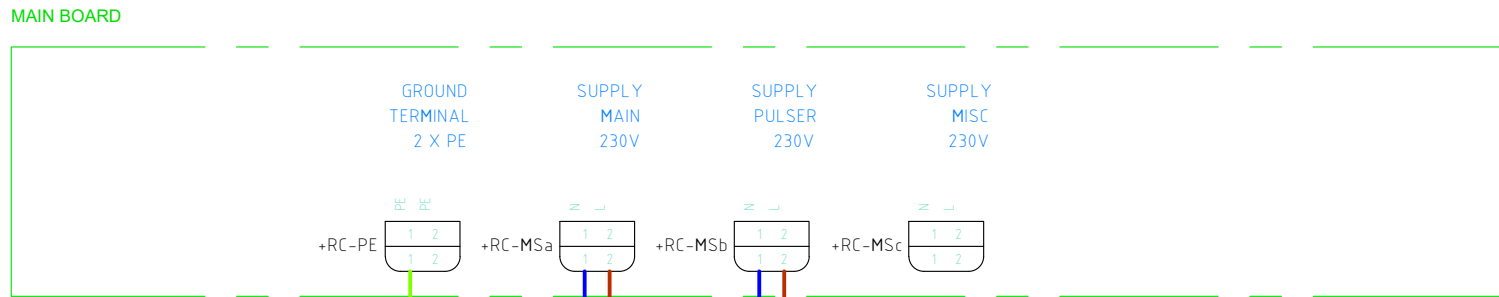 MAIN BOARD
GROUND
TERMINAL
2 X PE
SUPPLY
MAIN
230V
SUPPLY
PULSER
230V
SUPPLY
MISC
230V
PE PE
N L
N L
N L
+RC-PE
1 2
1 2
+RC-MSa
1 2
1 2
+RC-MSb
1 2
1 2
+RC-MSc
1 2
1 2